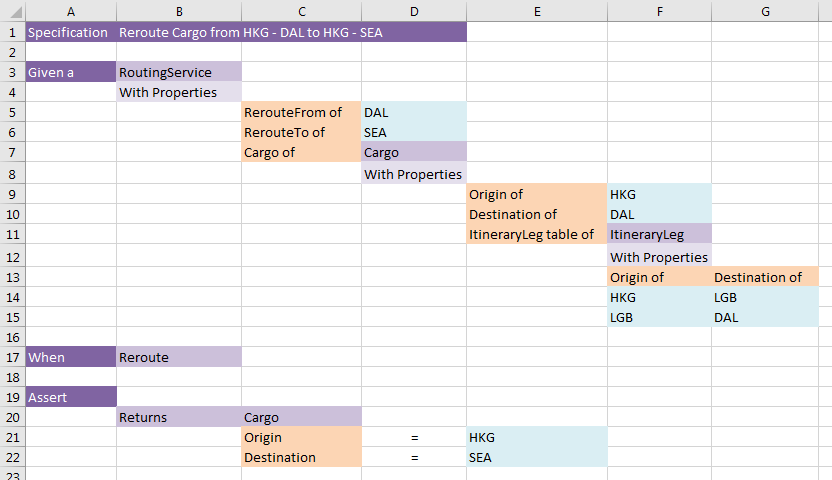 A B C D E F G
1 Specification Reroute Cargo from HKG - DAL to HKG - SEA
2
3 Given a RoutingService
4 With Properties
5 RerouteFrom of DAL
6 RerouteTo of SEA
7 Cargo of Cargo
8 With Properties
9 Origin of HKG
10 Destination of DAL
11 ItineraryLeg table of ItineraryLeg
12 With Properties
13 Origin of Destination of
14 HKG LGB
15 LGB DAL
16
17 When Reroute
18
19 Assert
20 Returns Cargo
21 Origin = HKG
22 Destination = SEA
23